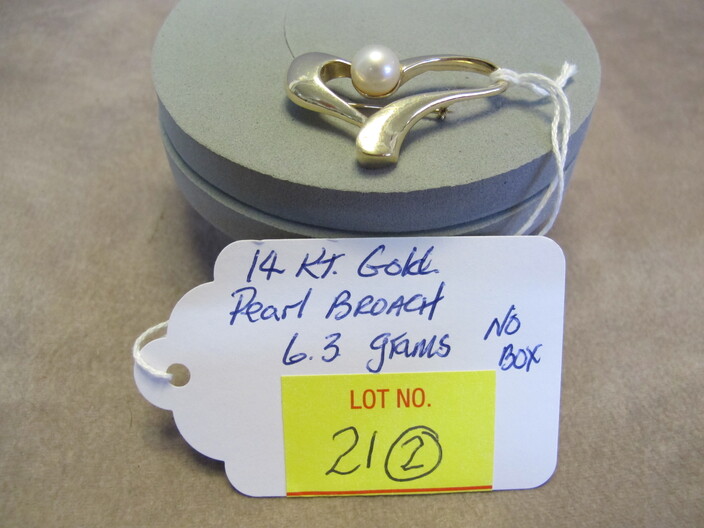 14 KT. Gold
Pearl BROACH
6.3 grams
NO
BOX
LOT NO.
21 2